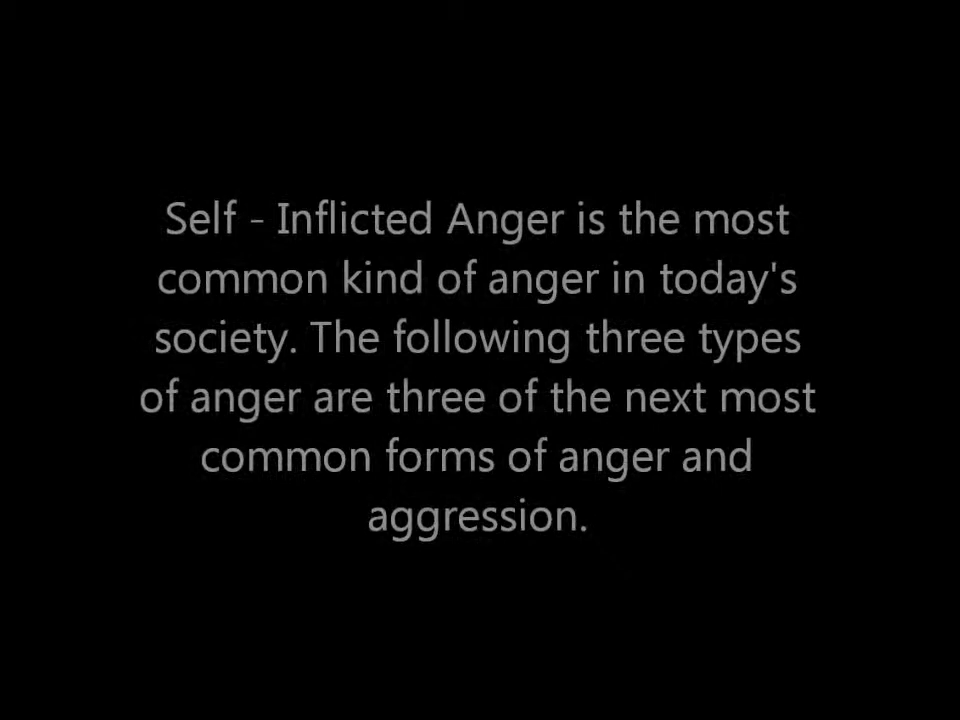 Self - Inflicted Anger is the most
common kind of anger in today's
society. The following three types
of anger are three of the next most
common forms of anger and
aggression.